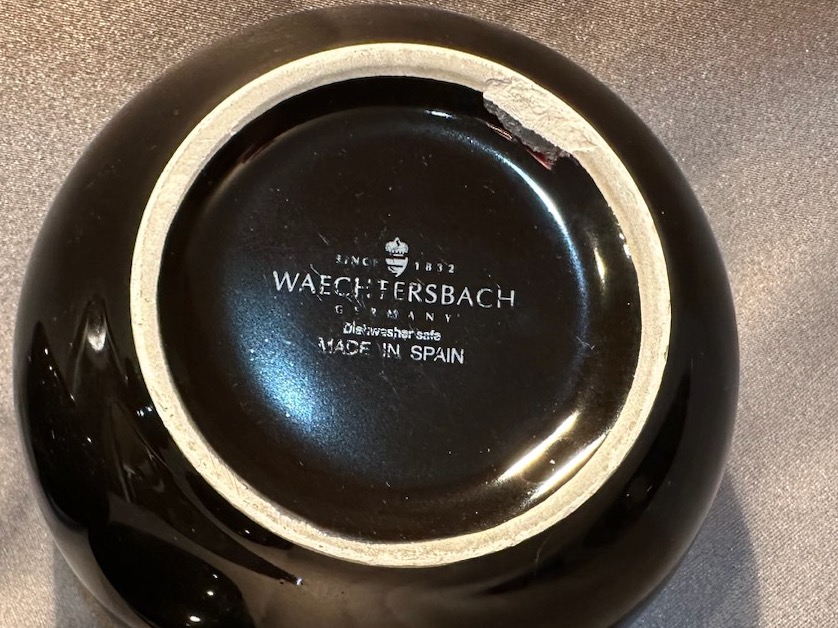 SINCE 1832
WAECHTERSBACH
GERMANY
Dishwasher safe
MADE IN SPAIN